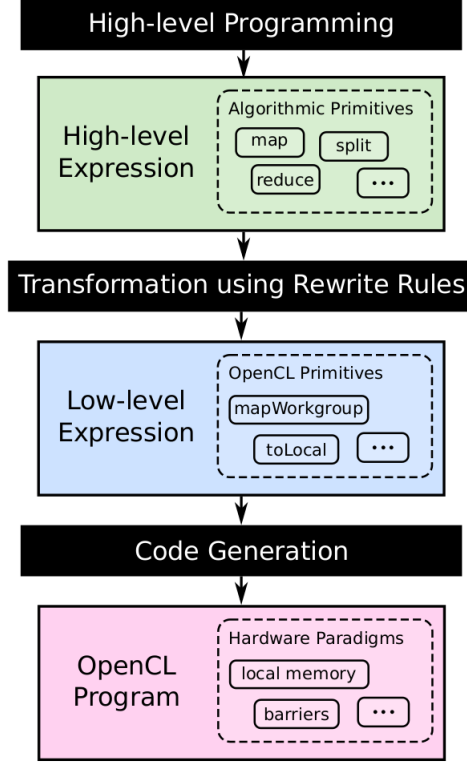 High-level Programming
High-level
Expression
Algorithmic Primitives
map
split
reduce
...
Transformation using Rewrite Rules
Low-level
Expression
OpenCL Primitives
mapWorkgroup
toLocal
...
Code Generation
OpenCL
Program
Hardware Paradigms
local memory
barriers
...